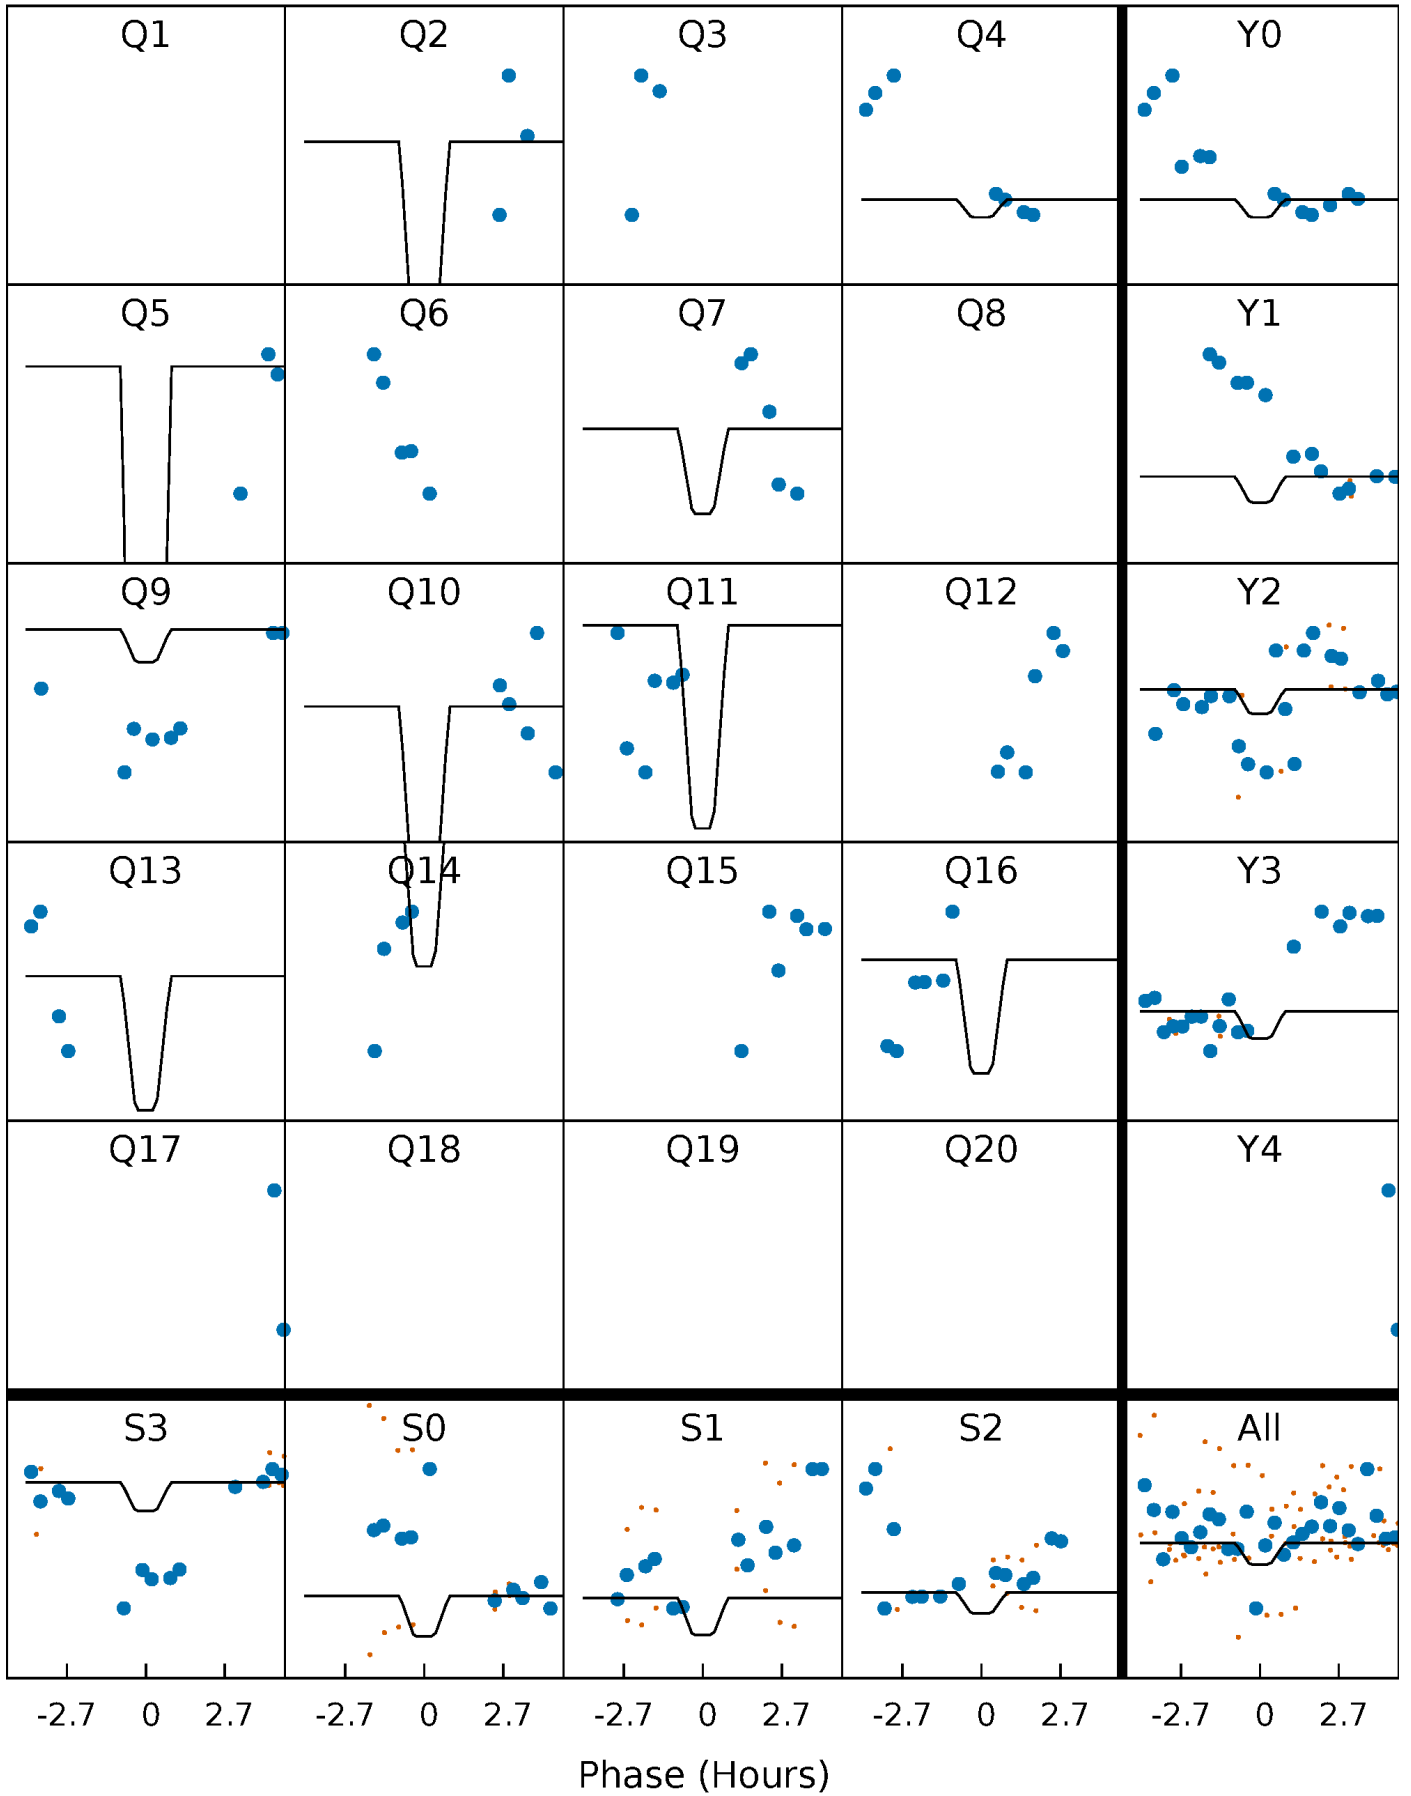 Q1 Q2 Q3 Q4 Y0
Q5 Q6 Q7 Q8 Y1
Q9 Q10 Q11 Q12 Y2
Q13 Q14 Q15 Q16 Y3
Q17 Q18 Q19 Q20 Y4
S3 S0 S1 S2 All
-2.7 0 2.7 -2.7 0 2.7 -2.7 0 2.7 -2.7 0 2.7 -2.7 0 2.7
Phase (Hours)